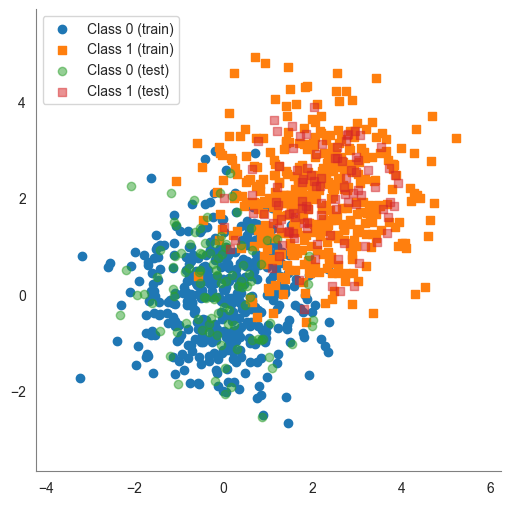 Class 0 (train)
Class 1 (train)
Class 0 (test)
Class 1 (test)
4
2
0
−2
−4 −2 0 2 4 6